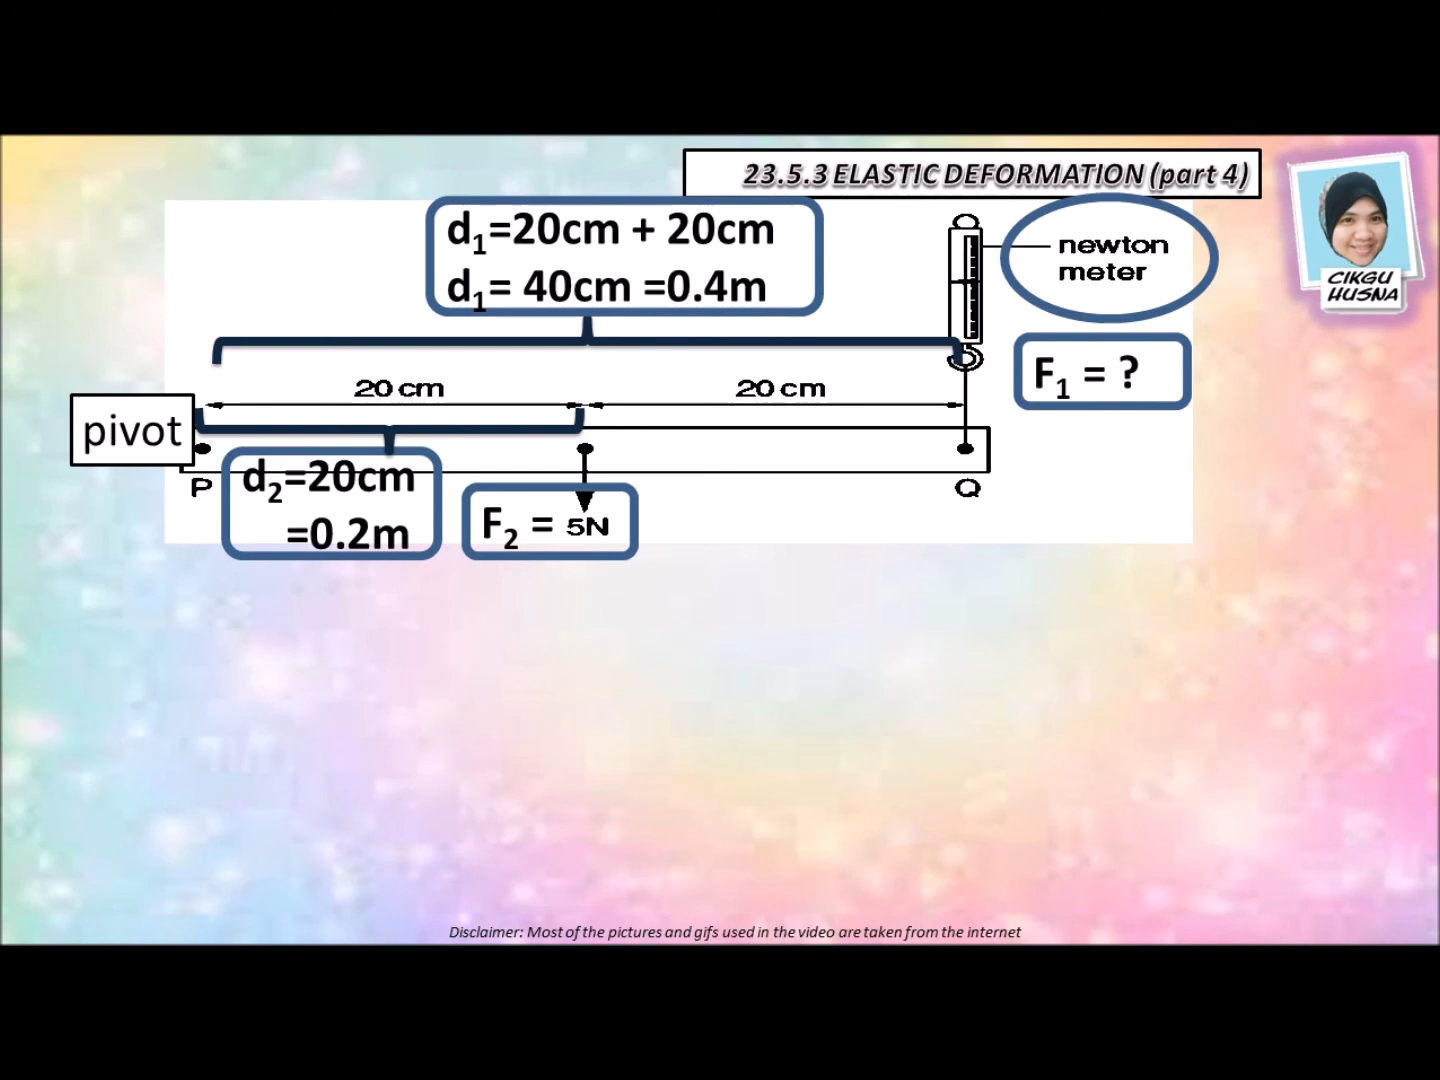 23.5.3 ELASTIC DEFORMATION (part 4)
CIKGU
HUSNA
d1=20cm + 20cm
d1= 40cm =0.4m
newton
meter
F1 = ?
20 cm
20 cm
pivot
P
d2=20cm
=0.2m
F2 = 5N
Q
Disclaimer: Most of the pictures and gifs used in the video are taken from the internet